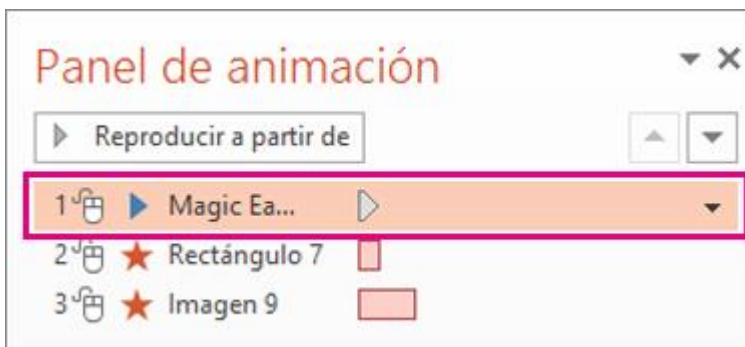 Panel de animación
Reproducir a partir de
1 Magic Ea...
2 Rectángulo 7
3 Imagen 9